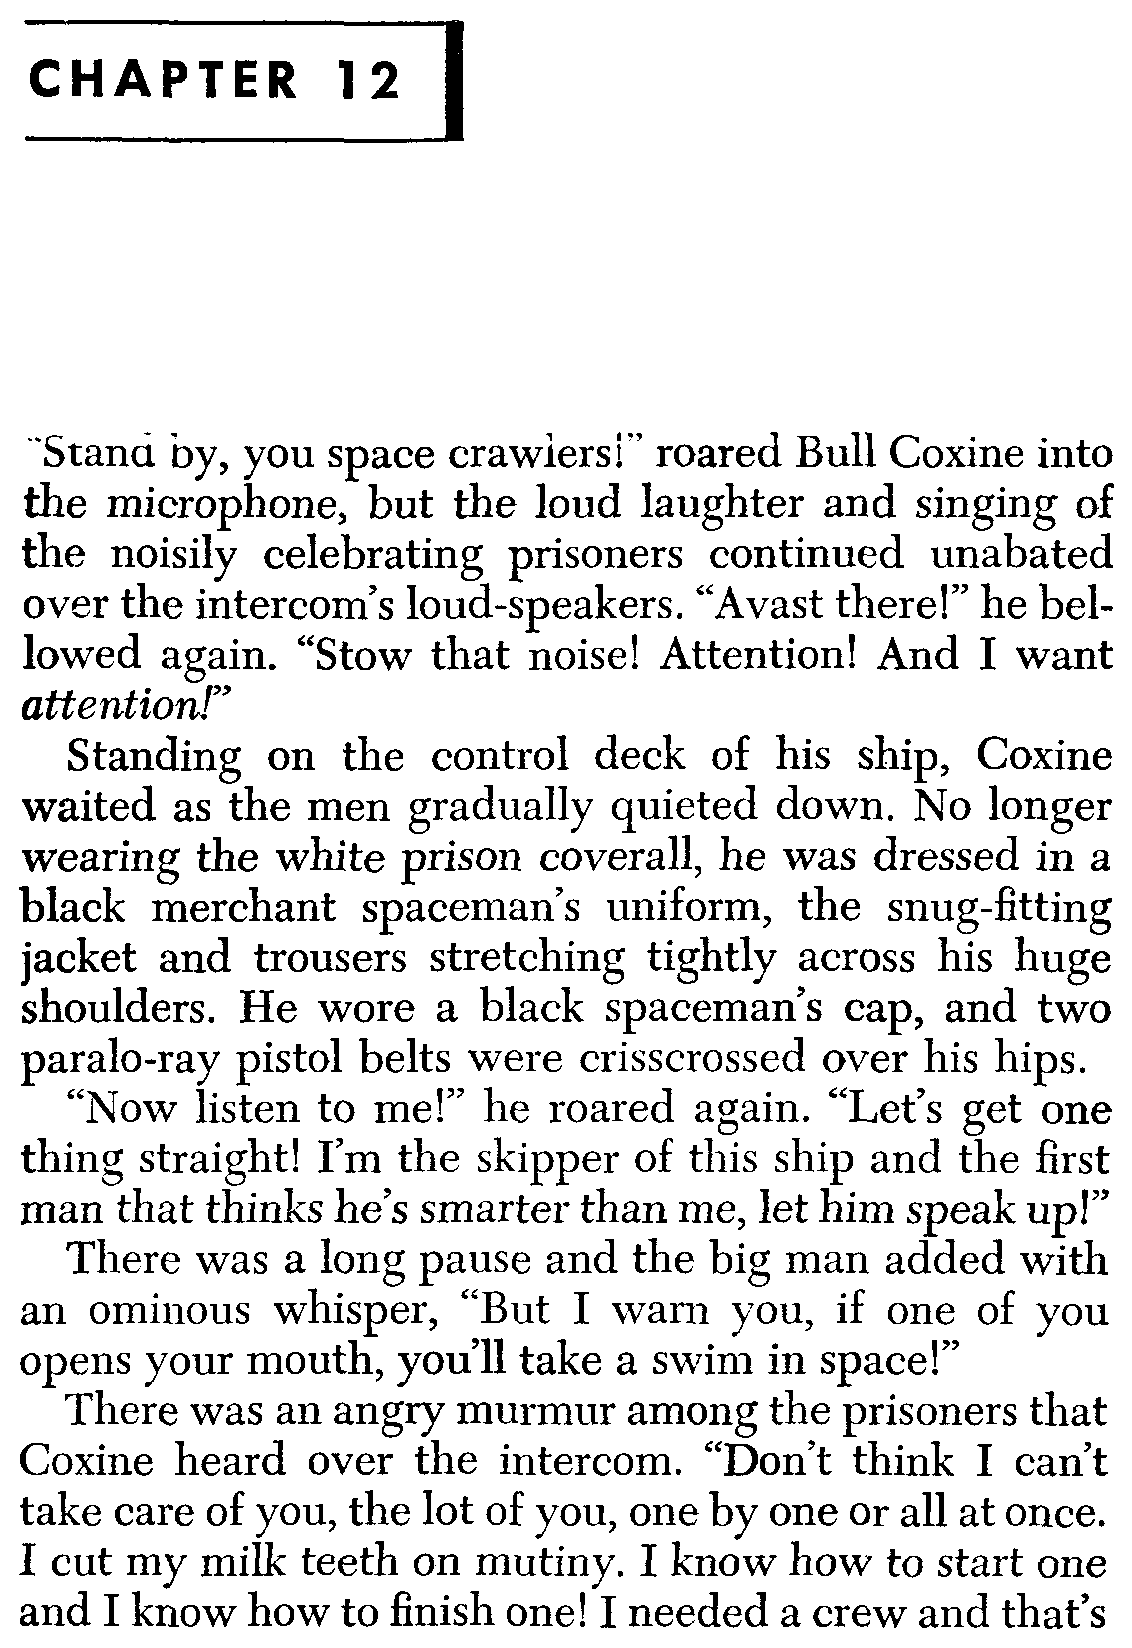 CHAPTER 12
"Stand by, you space crawlers!" roared Bull Coxine into
the microphone, but the loud laughter and singing of
the noisily celebrating prisoners continued unabated
over the intercom's loud-speakers. "Avast there!" he bel-
lowed again. "Stow that noise! Attention! And I want
attention!"
Standing on the control deck of his ship, Coxine
waited as the men gradually quieted down. No longer
wearing the white prison coverall, he was dressed in a
black merchant spaceman's uniform, the snug-fitting
jacket and trousers stretching tightly across his huge
shoulders. He wore a black spaceman's cap, and two
paralo-ray pistol belts were crisscrossed over his hips.
"Now listen to me!" he roared again. "Let's get one
thing straight! I'm the skipper of this ship and the first
man that thinks he's smarter than me, let him speak up!"
There was a long pause and the big man added with
an ominous whisper, "But I warn you, if one of you
opens your mouth, you'll take a swim in space!"
There was an angry murmur among the prisoners that
Coxine heard over the intercom. "Don't think I can't
take care of you, the lot of you, one by one or all at once.
I cut my milk teeth on mutiny. I know how to start one
and I know how to finish one! I needed a crew and that's